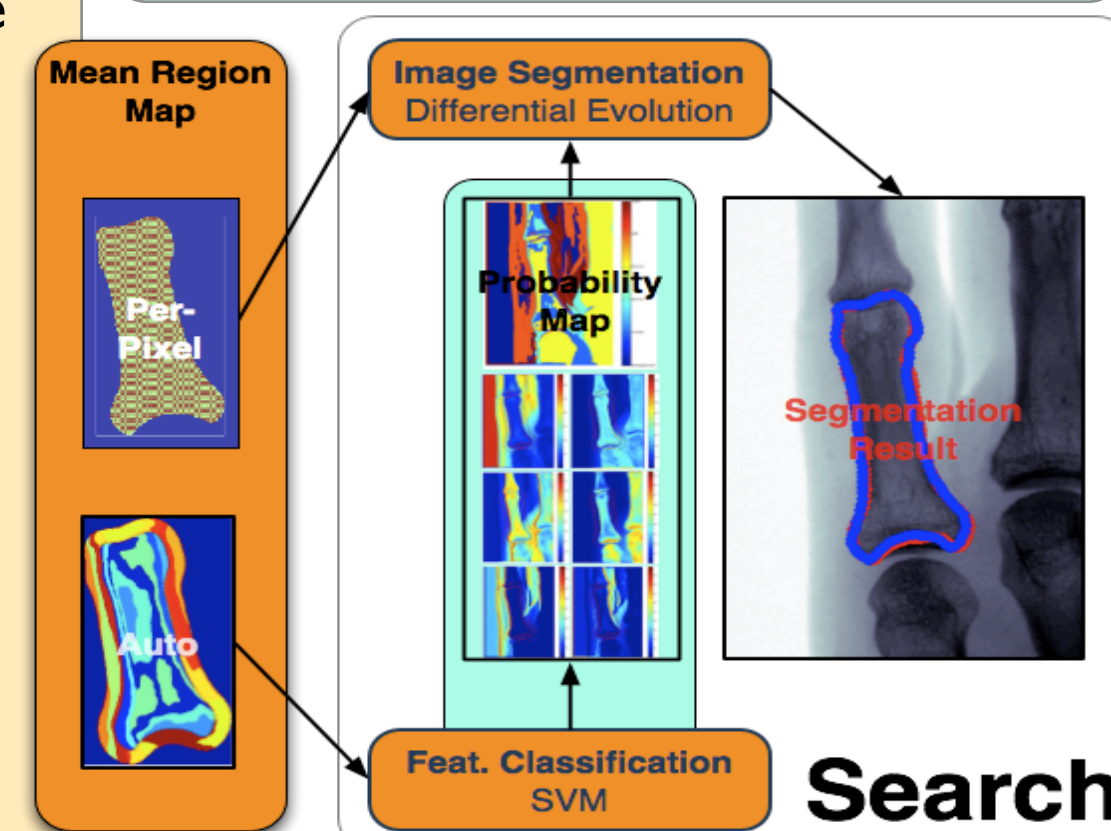 e
Mean Region
Map
Per-
Pixel
Auto
Image Segmentation
Differential Evolution
Probability
Map
Segmentation
Result
Feat. Classification
SVM
Search